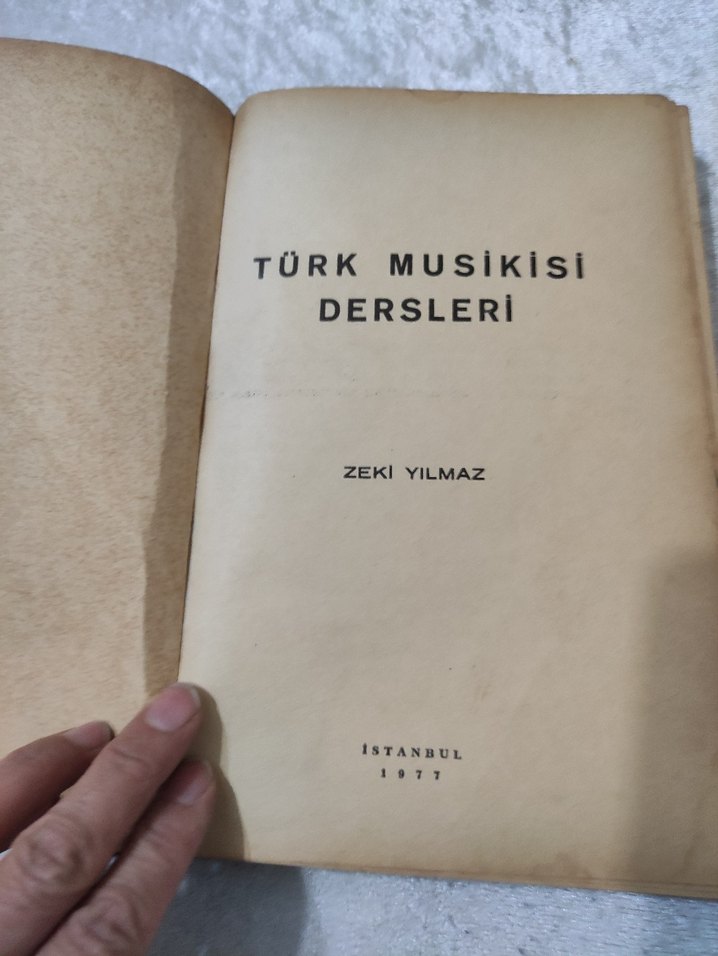 TÜRK MUSİKİSİ
DERSLERİ
ZEKİ YILMAZ
İSTANBUL
1977